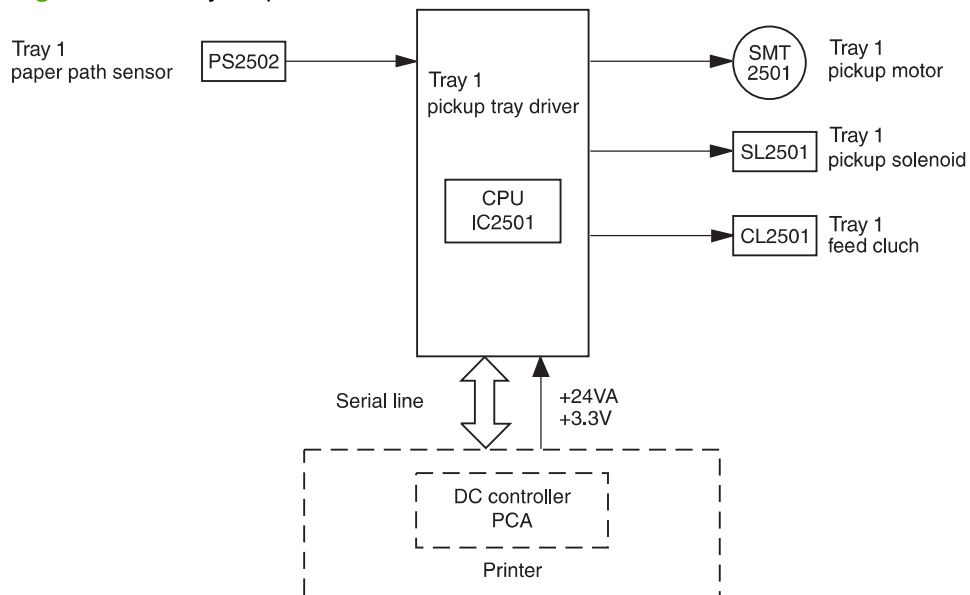 Tray 1
paper path sensor
PS2502
Tray 1
pickup tray driver
CPU
IC2501
SMT
2501
Tray 1
pickup motor
SL2501
Tray 1
pickup solenoid
CL2501
Tray 1
feed cluch
Serial line
+24VA
+3.3V
DC controller
PCA
Printer